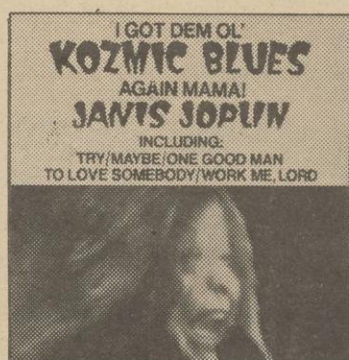 I GOT DEM OL'
KOZMIC BLUES
AGAIN MAMA!
JANIS JOPLIN
INCLUDING:
TRY/MAYBE/ONE GOOD MAN
TO LOVE SOMEBODY/WORK ME, LORD